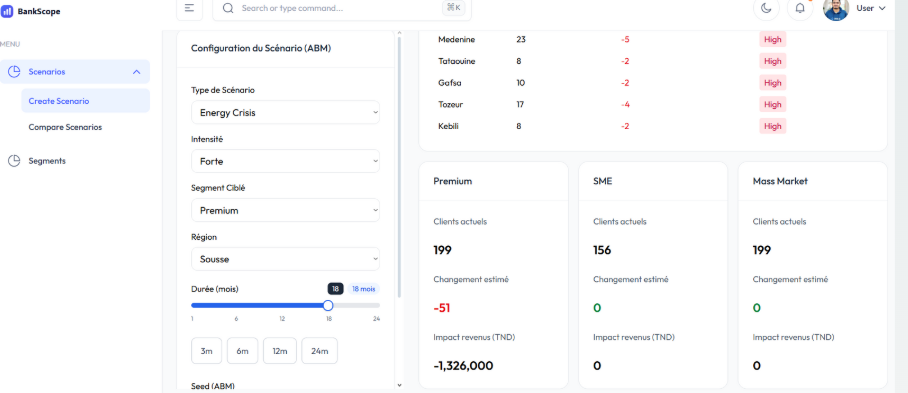 BankScope
Search or type command...
⌘K
User
MENU
Scenarios
Create Scenario
Compare Scenarios
Segments
Configuration du Scénario (ABM)
Type de Scénario
Energy Crisis
Intensité
Forte
Segment Ciblé
Premium
Région
Sousse
Durée (mois) 18 18 mois
1 6 12 18 24
3m 6m 12m 24m
Seed (ABM)
Medenine 23 -5 High
Tataouine 8 -2 High
Gafsa 10 -2 High
Tozeur 17 -4 High
Kebili 8 -2 High
Premium
Clients actuels
199
Changement estimé
-51
Impact revenus (TND)
-1,326,000
SME
Clients actuels
156
Changement estimé
0
Impact revenus (TND)
0
Mass Market
Clients actuels
199
Changement estimé
0
Impact revenus (TND)
0